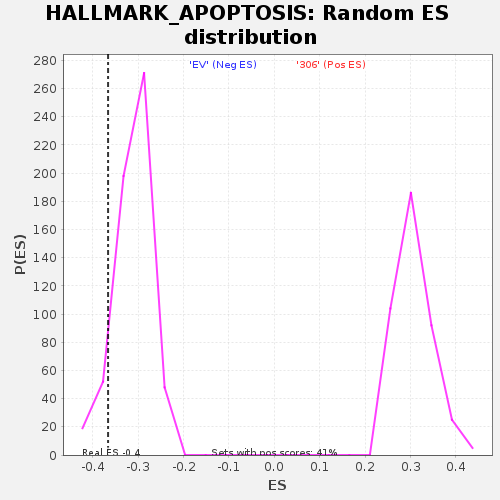 HALLMARK_APOPTOSIS: Random ES
distribution
'EV' (Neg ES)
'306' (Pos ES)
280
260
240
220
200
180
160
140
120
100
80
60
40
20
0
P(ES)
Real ES -0.4
Sets with pos scores: 41%
-0.4 -0.3 -0.2 -0.1 0.0 0.1 0.2 0.3 0.4
ES